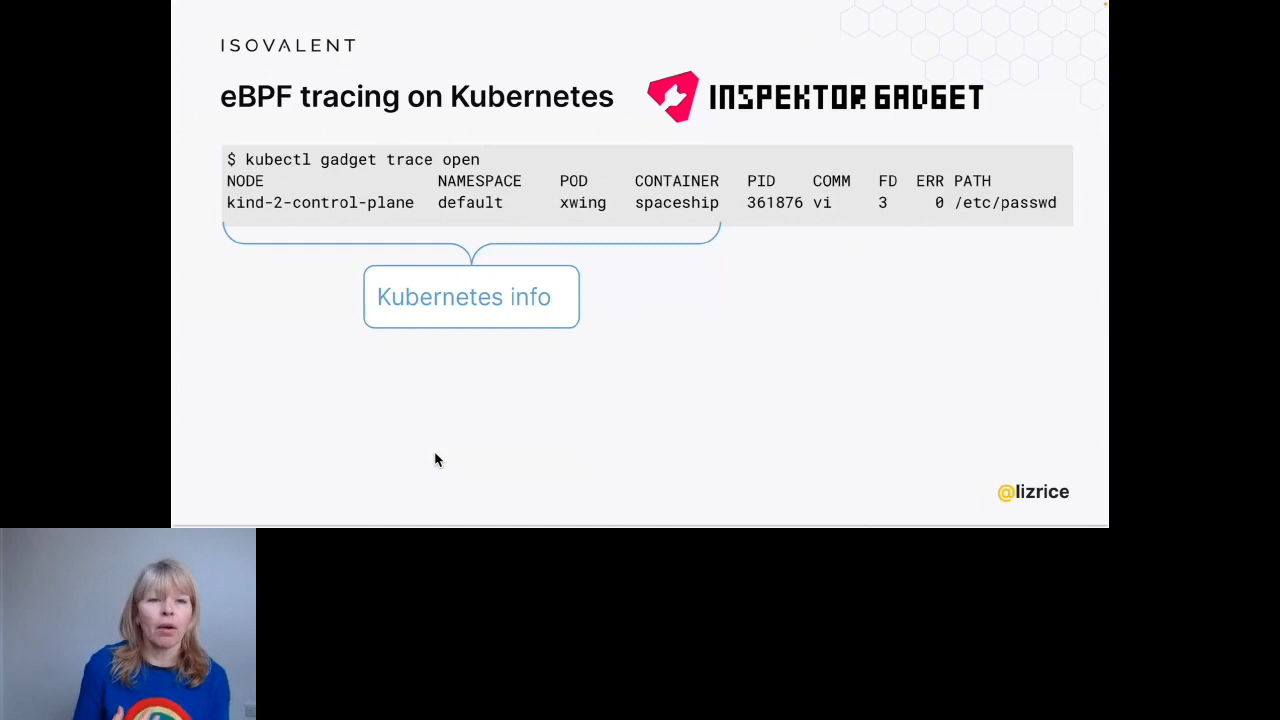 ISOVALENT
eBPF tracing on Kubernetes
INSPEKTOR GADGET
$ kubectl gadget trace open
NODE NAMESPACE POD CONTAINER PID COMM FD ERR PATH
kind-2-control-plane default xwing spaceship 361876 vi 3 0 /etc/passwd
Kubernetes info
@lizrice